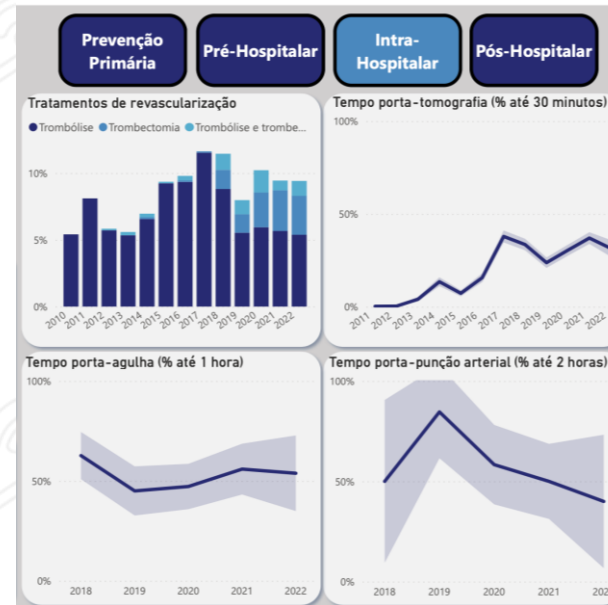 Prevenção
Primária
Pré-Hospitalar
Intra-
Hospitalar
Pós-Hospitalar
Tratamentos de revascularização
Trombólise Trombectomia Trombólise e trombe...
10%
5%
0%
2010 2011 2012 2013 2014 2015 2016 2017 2018 2019 2020 2021 2022
Tempo porta-tomografia (% até 30 minutos)
100%
50%
0%
2011 2012 2013 2014 2015 2016 2017 2018 2019 2020 2021 2022
Tempo porta-agulha (% até 1 hora)
100%
50%
0%
2018 2019 2020 2021 2022
Tempo porta-punção arterial (% até 2 horas)
100%
50%
0%
2018 2019 2020 2021 202